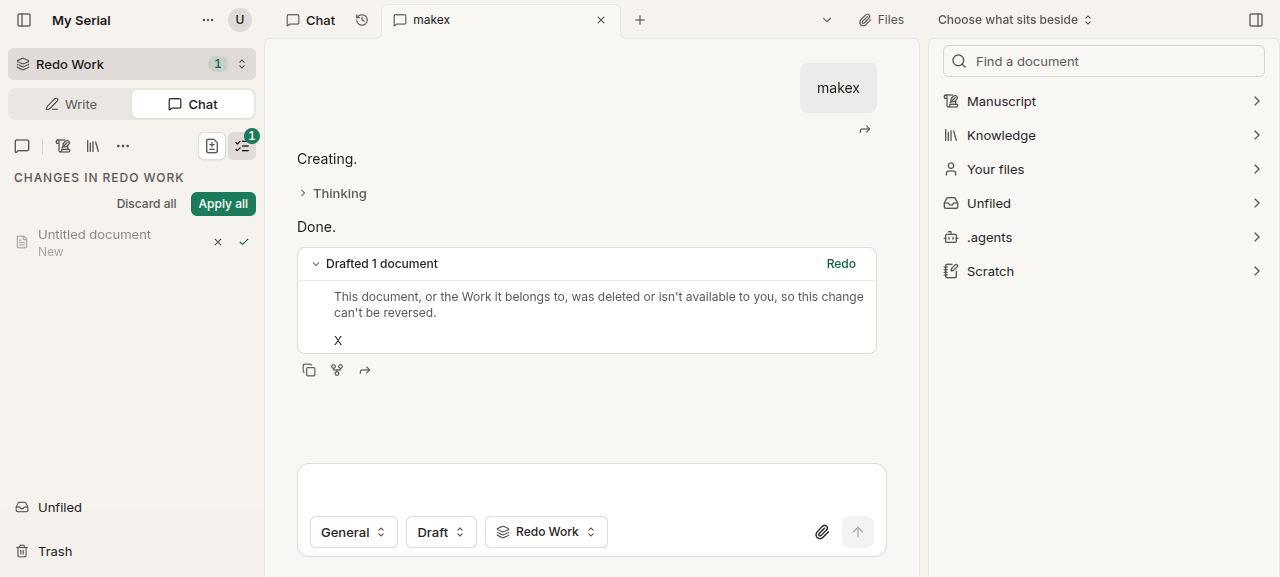 My Serial
U
Chat
makex
Files
Choose what sits beside
Redo Work
1
Write
Chat
1
CHANGES IN REDO WORK
Discard all
Apply all
Untitled document
New
Unfiled
Trash
makex
Creating.
Thinking
Done.
Drafted 1 document
Redo
This document, or the Work it belongs to, was deleted or isn't available to you, so this change
can't be reversed.
X
General
Draft
Redo Work
Find a document
Manuscript
Knowledge
Your files
Unfiled
.agents
Scratch